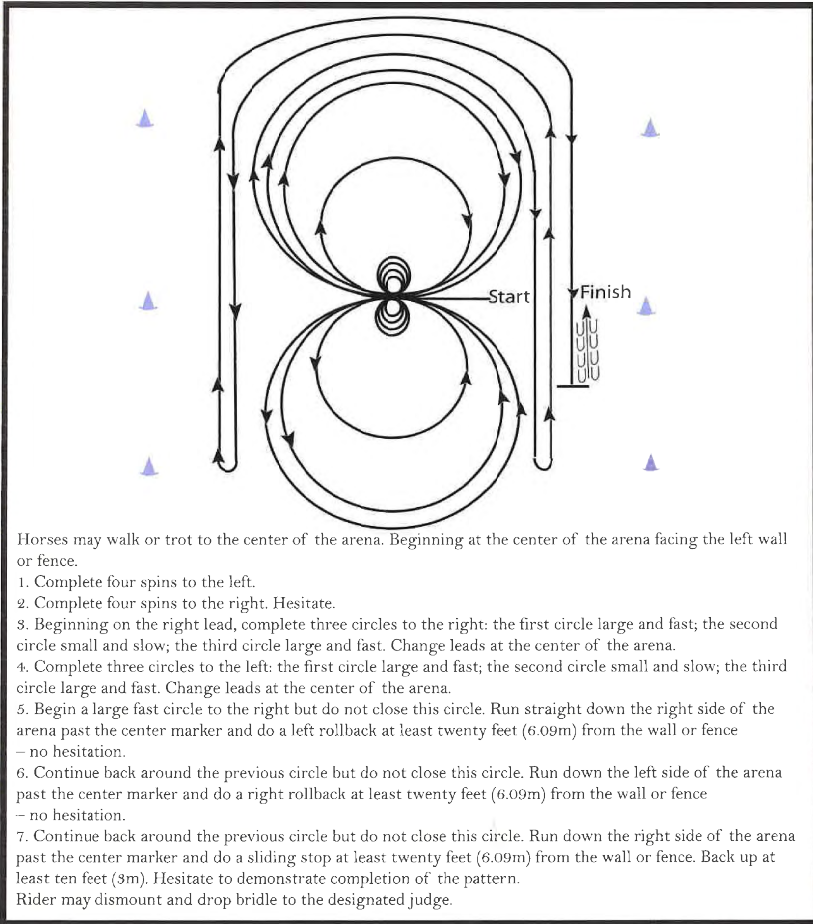 Start
Finish
Horses may walk or trot to the center of the arena. Beginning at the center of the arena facing the left wall
or fence.
1. Complete four spins to the left.
2. Complete four spins to the right. Hesitate.
3. Beginning on the right lead, complete three circles to the right: the first circle large and fast; the second
circle small and slow; the third circle large and fast. Change leads at the center of the arena.
4. Complete three circles to the left: the first circle large and fast; the second circle small and slow; the third
circle large and fast. Change leads at the center of the arena.
5. Begin a large fast circle to the right but do not close this circle. Run straight down the right side of the
arena past the center marker and do a left rollback at least twenty feet (6.09m) from the wall or fence
– no hesitation.
6. Continue back around the previous circle but do not close this circle. Run down the left side of the arena
past the center marker and do a right rollback at least twenty feet (6.09m) from the wall or fence
– no hesitation.
7. Continue back around the previous circle but do not close this circle. Run down the right side of the arena
past the center marker and do a sliding stop at least twenty feet (6.09m) from the wall or fence. Back up at
least ten feet (3m). Hesitate to demonstrate completion of the pattern.
Rider may dismount and drop bridle to the designated judge.